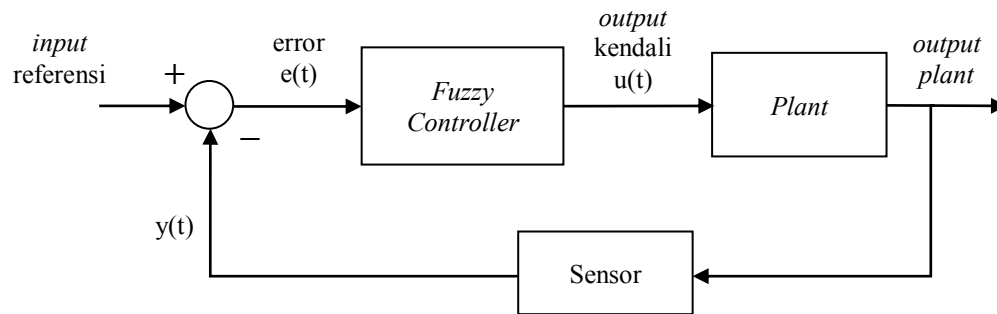 input
referensi
+
−
error
e(t)
Fuzzy
Controller
output
kendali
u(t)
Plant
output
plant
y(t)
Sensor